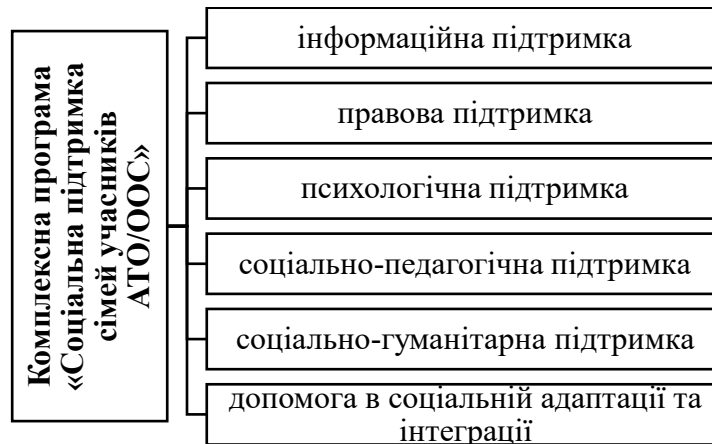 Комплексна програма
«Соціальна підтримка
сімей учасників
АТО/ООС»
інформаційна підтримка
правова підтримка
психологічна підтримка
соціально-педагогічна підтримка
соціально-гуманітарна підтримка
допомога в соціальній адаптації та
інтеграції